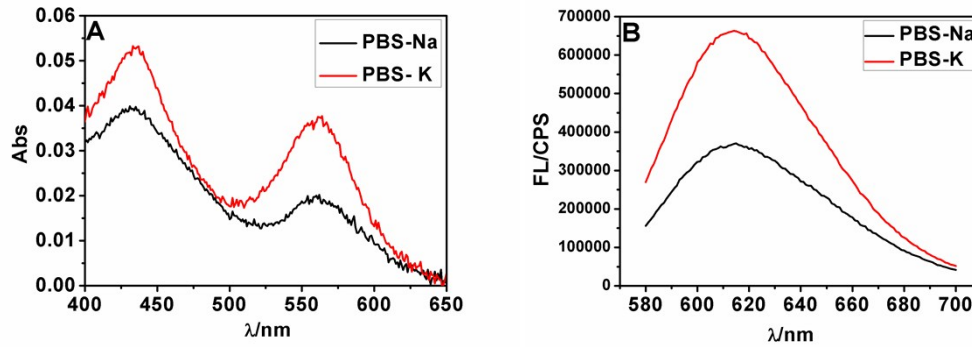 A
PBS-Na
PBS- K
0.06
0.05
0.04
0.03
0.02
0.01
0.00
Abs
400 450 500 550 600 650
λ/nm
B
PBS-Na
PBS-K
700000
600000
500000
400000
300000
200000
100000
0
FL/CPS
580 600 620 640 660 680 700
λ/nm